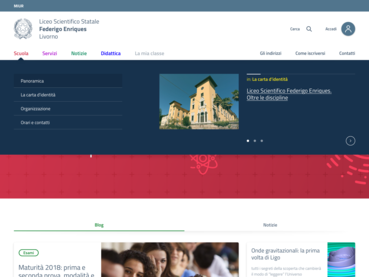 MIUR
Liceo Scientifico Statale
Federigo Enriques
Livorno
Cerca
Accedi
Scuola
Servizi
Notizie
Didattica
La mia classe
Gli indirizzi
Come iscriversi
Contatti
Panoramica
La carta d'identità
Organizzazione
Orari e contatti
in La carta d'identità
Liceo Scientifico Federigo Enriques.
Oltre le discipline
Blog
Notizie
Esami
Maturità 2018: prima e
seconda prova, modalità e
Onde gravitazionali: la prima
volta di Ligo